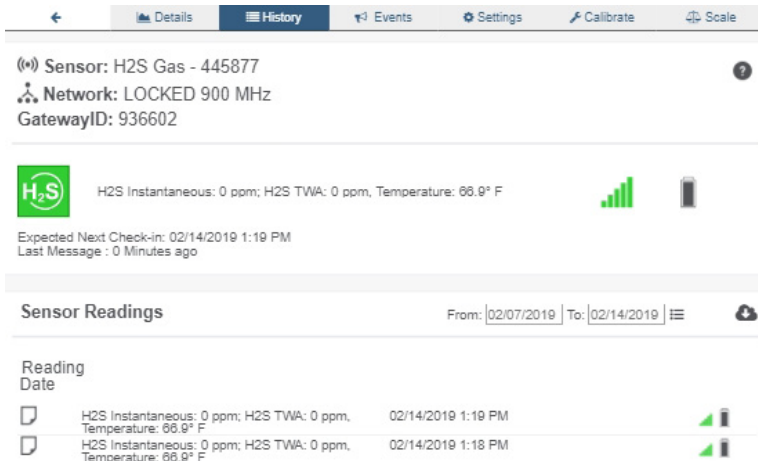 Details History Events Settings Calibrate Scale
Sensor: H2S Gas - 445877
Network: LOCKED 900 MHz
GatewayID: 936602
H₂S
H2S Instantaneous: 0 ppm; H2S TWA: 0 ppm, Temperature: 66.9° F
Expected Next Check-in: 02/14/2019 1:19 PM
Last Message : 0 Minutes ago
Sensor Readings From: 02/07/2019 To: 02/14/2019
Reading
Date
H2S Instantaneous: 0 ppm; H2S TWA: 0 ppm, 02/14/2019 1:19 PM
Temperature: 66.9° F
H2S Instantaneous: 0 ppm; H2S TWA: 0 ppm, 02/14/2019 1:18 PM
Temperature: 66.9° F